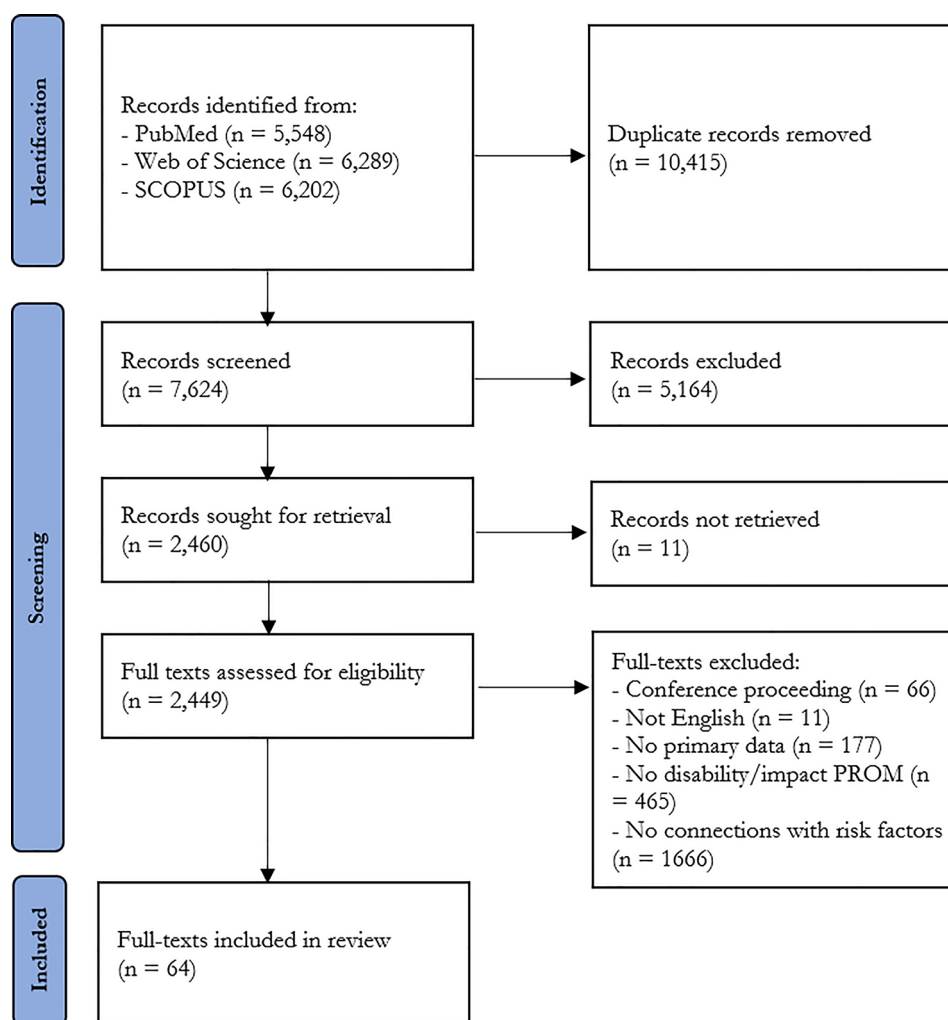 Identification
Records identified from:
- PubMed (n = 5,548)
- Web of Science (n = 6,289)
- SCOPUS (n = 6,202)
Duplicate records removed
(n = 10,415)
Screening
Records screened
(n = 7,624)
Records excluded
(n = 5,164)
Records sought for retrieval
(n = 2,460)
Records not retrieved
(n = 11)
Full texts assessed for eligibility
(n = 2,449)
Full-texts excluded:
- Conference proceeding (n = 66)
- Not English (n = 11)
- No primary data (n = 177)
- No disability/impact PROM (n
= 465)
- No connections with risk factors
(n = 1666)
Included
Full-texts included in review
(n = 64)